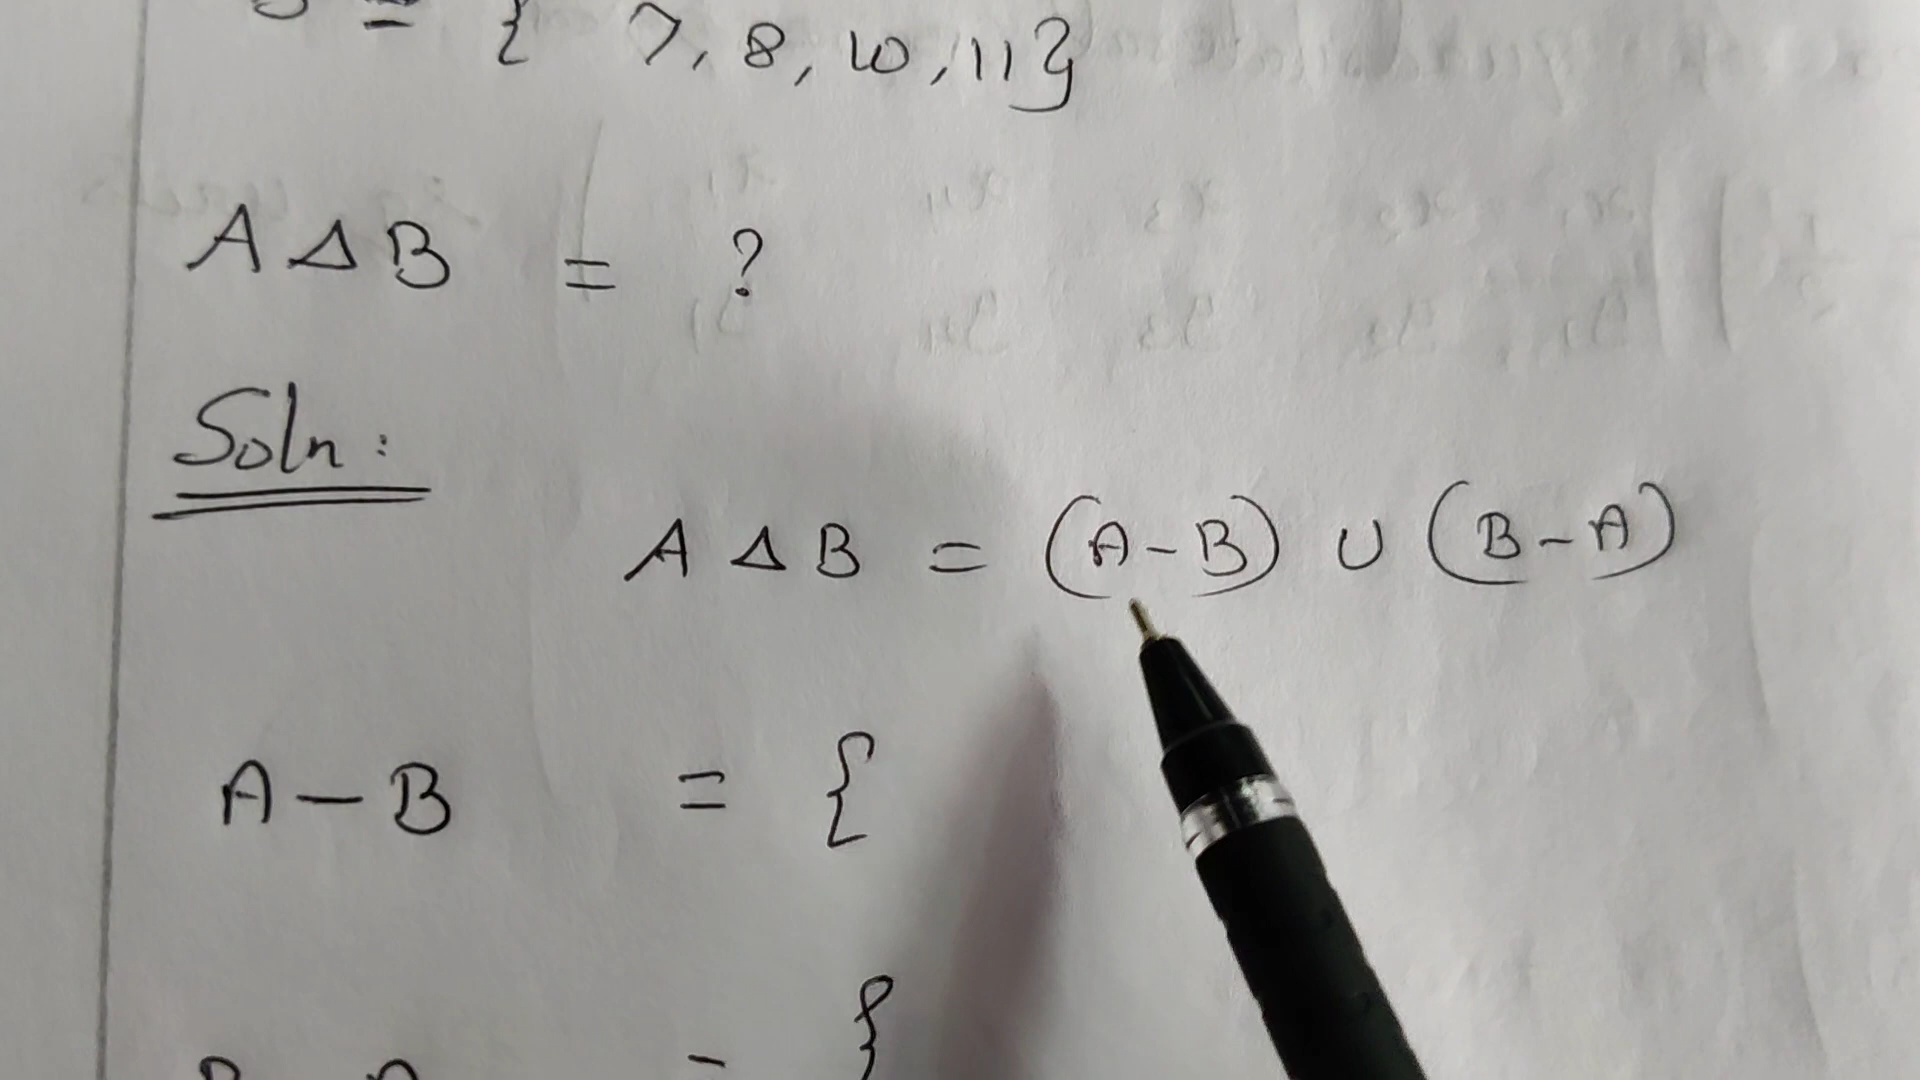 = { 7, 8, 10, 11}
A Δ B = ?
Soln:
A Δ B = (A-B) ∪ (B-A)
A - B = {